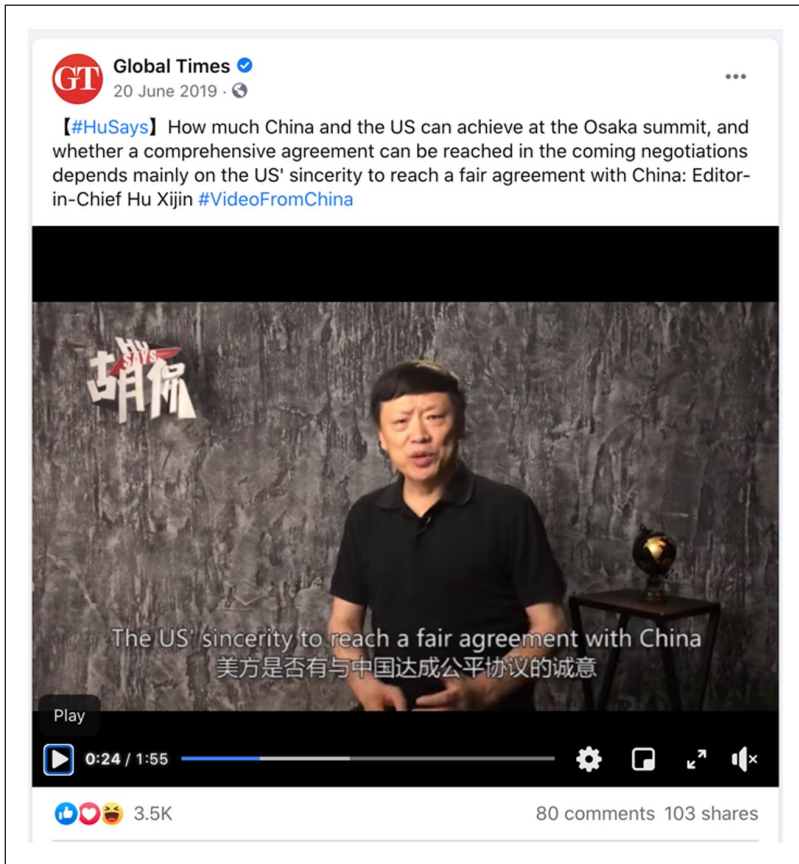 GT
Global Times
20 June 2019 ·
【#HuSays】How much China and the US can achieve at the Osaka summit, and
whether a comprehensive agreement can be reached in the coming negotiations
depends mainly on the US' sincerity to reach a fair agreement with China: Editor-
in-Chief Hu Xijin #VideoFromChina
HU
SAYS
胡侃
The US' sincerity to reach a fair agreement with China
美方是否有与中国达成公平协议的诚意
Play
0:24 / 1:55
3.5K
80 comments 103 shares